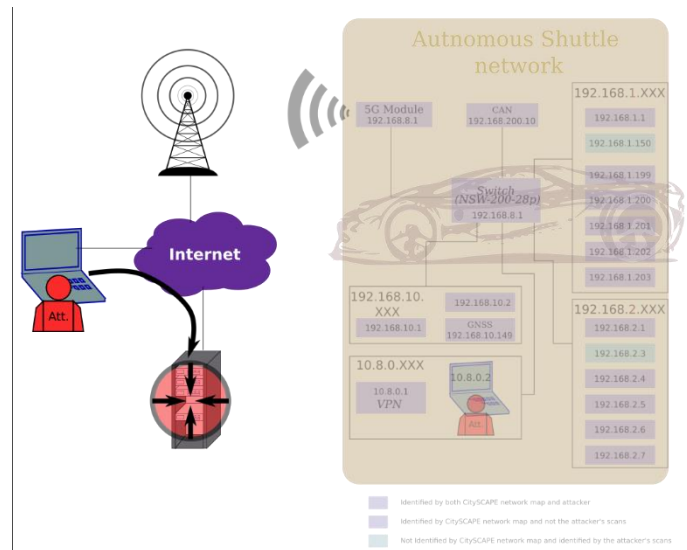 Autnomous Shuttle
network
5G Module
192.168.8.1
CAN
192.168.200.10
Switch
(NSW-200-28p)
192.168.8.1
192.168.1.XXX
192.168.1.1
192.168.1.150
192.168.1.199
192.168.1.200
192.168.1.201
192.168.1.202
192.168.1.203
Internet
Att.
192.168.10.
XXX
192.168.10.1
192.168.10.2
GNSS
192.168.10.149
10.8.0.XXX
10.8.0.1
VPN
10.8.0.2
Att.
192.168.2.XXX
192.168.2.1
192.168.2.3
192.168.2.4
192.168.2.5
192.168.2.6
192.168.2.7
Identified by both CitySCAPE network map and attacker
Identified by CitySCAPE network map and not the attacker's scans
Not identified by CitySCAPE network map and identified by the attacker's scans